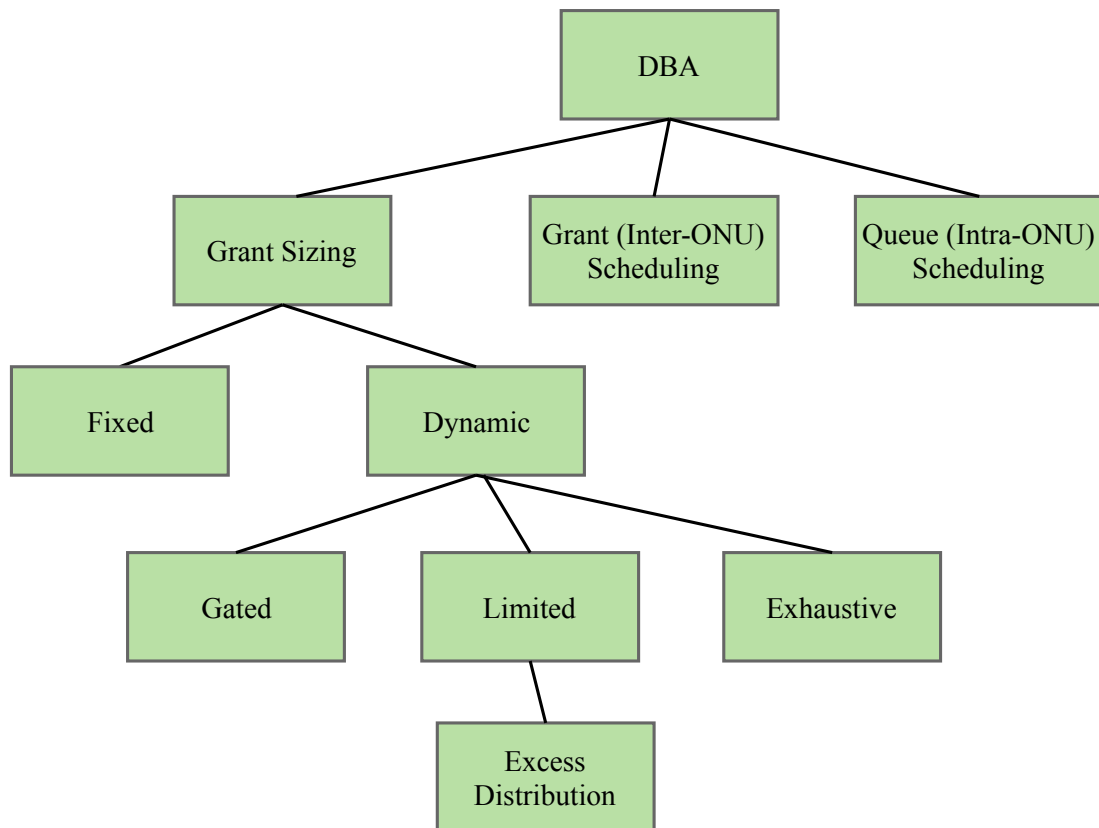 DBA
Grant Sizing
Grant (Inter-ONU)
Scheduling
Queue (Intra-ONU)
Scheduling
Fixed
Dynamic
Gated
Limited
Exhaustive
Excess
Distribution